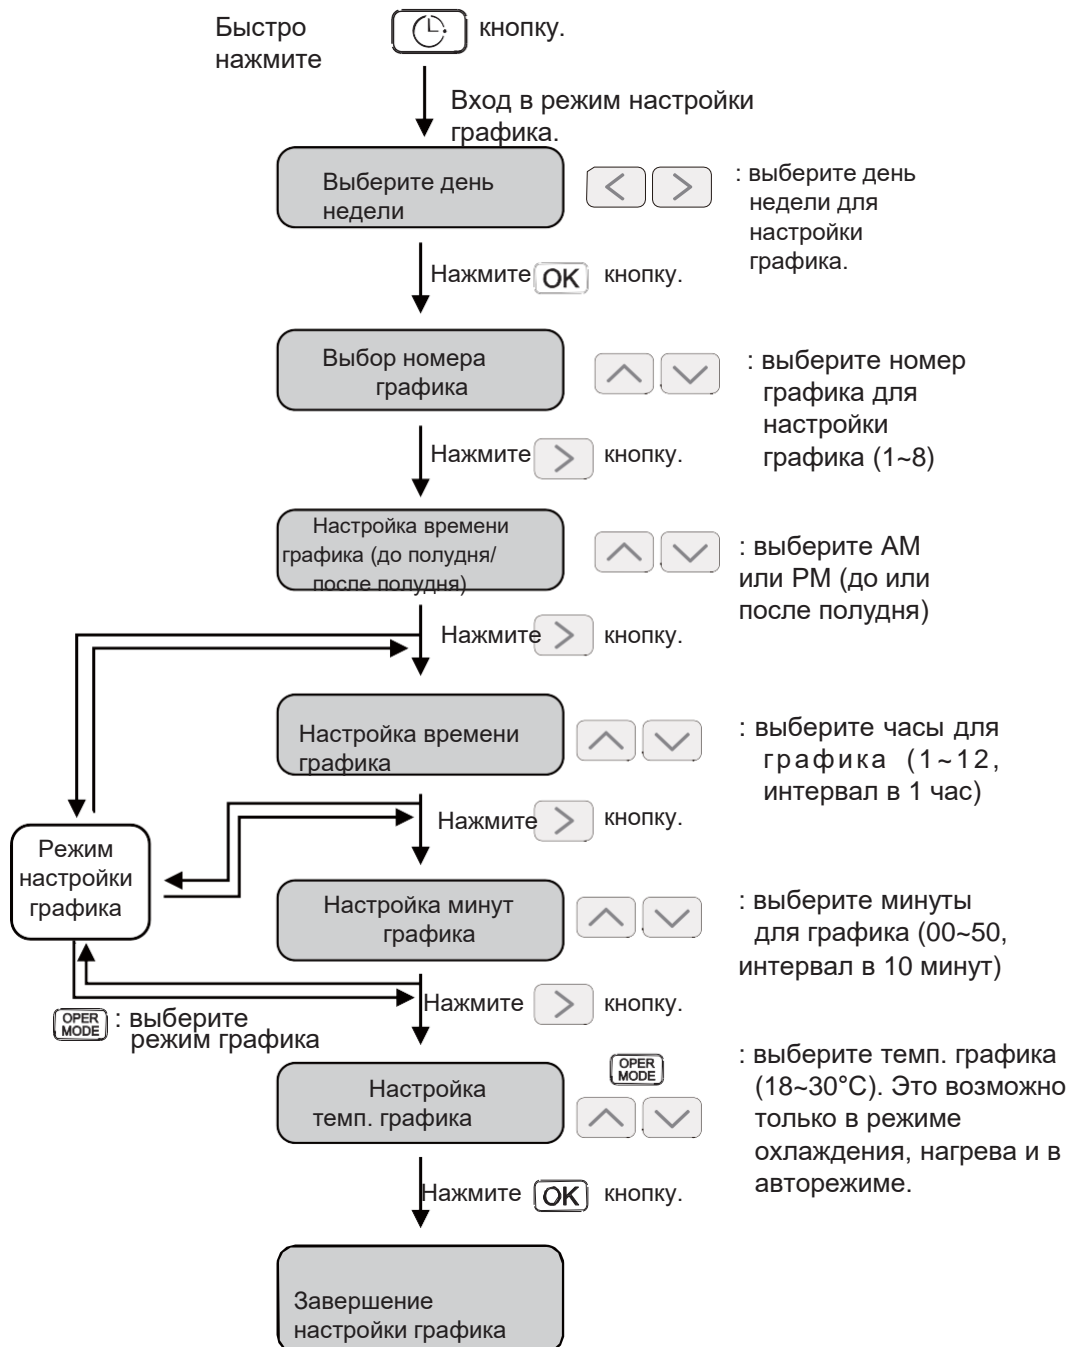 Быстро
нажмите
кнопку.
Вход в режим настройки
графика.
Выберите день
недели
: выберите день
недели для
настройки
графика.
Нажмите OK кнопку.
Выбор номера
графика
: выберите номер
графика для
настройки
графика (1~8)
Нажмите > кнопку.
Настройка времени
графика (до полудня/
после полудня)
: выберите AM
или PM (до или
после полудня)
Нажмите > кнопку.
Настройка времени
графика
: выберите часы для
графика (1~12,
интервал в 1 час)
Нажмите > кнопку.
Режим
настройки
графика
Настройка минут
графика
: выберите минуты
для графика (00~50,
интервал в 10 минут)
Нажмите > кнопку.
OPER
MODE
: выберите
режим графика
Настройка
темп. графика
OPER
MODE
: выберите темп. графика
(18~30°C). Это возможно
только в режиме
охлаждения, нагрева и в
авторежиме.
Нажмите OK кнопку.
Завершение
настройки графика